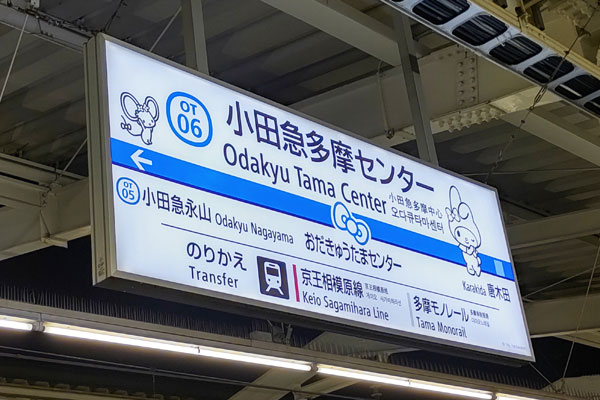 OT
06
小田急多摩センター
Odakyu Tama Center
小田急多摩中心
오다큐타마센터
OT
05
小田急永山 Odakyu Nagayama
おだきゅうたまセンター
Karakida 唐木田
のりかえ
Transfer
京王相模原線
Keio Sagamihara Line
多摩モノレール
Tama Monorail